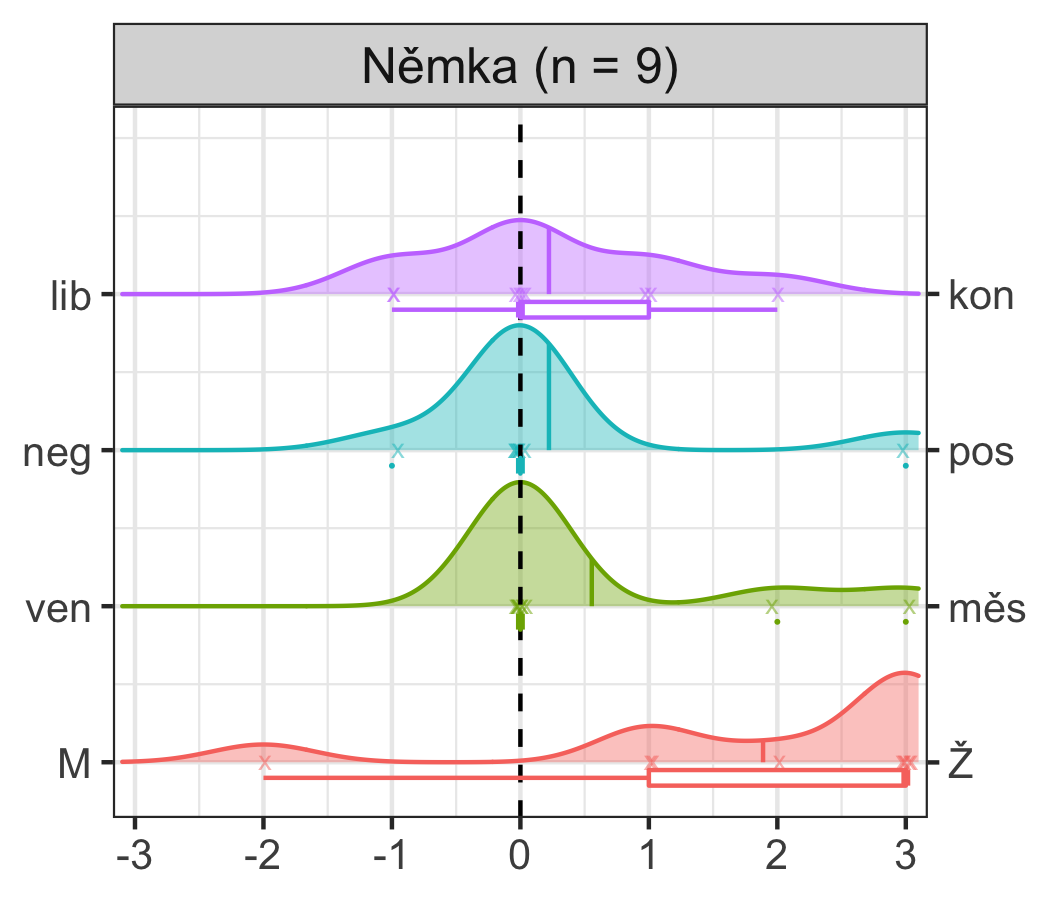 Němka (n = 9)
lib kon
neg pos
ven měs
M Ž
-3 -2 -1 0 1 2 3